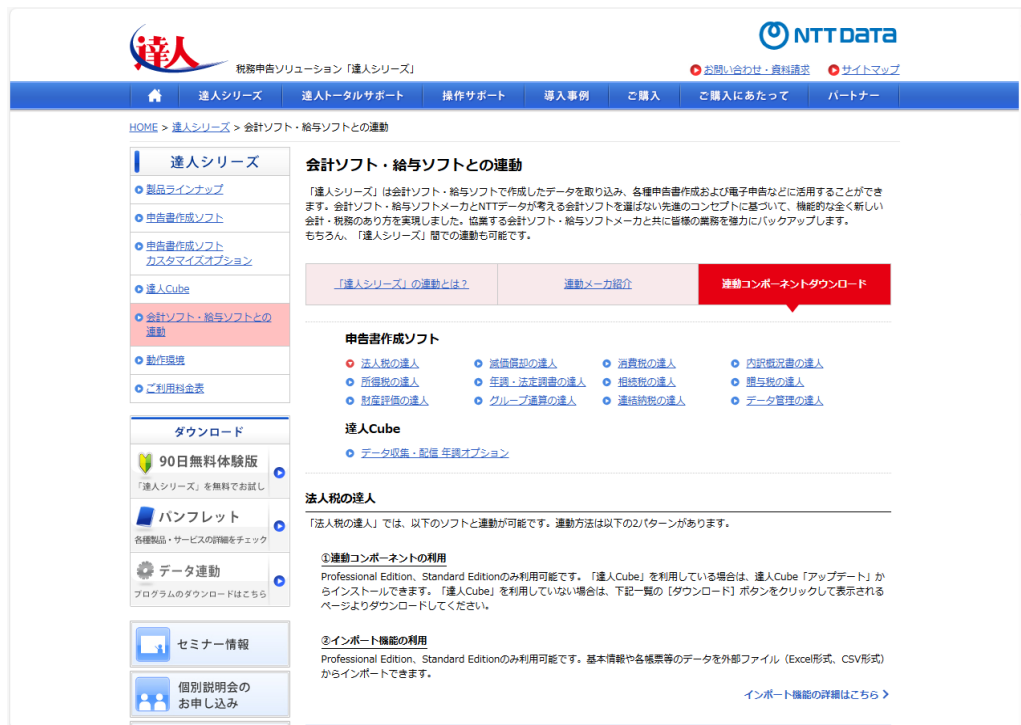 達人
税務申告ソリューション「達人シリーズ」
NTT DATA
お問い合わせ・資料請求
サイトマップ
達人シリーズ
達人トータルサポート
操作サポート
導入事例
ご購入
ご購入にあたって
パートナー
HOME > 達人シリーズ > 会計ソフト・給与ソフトとの連動
達人シリーズ
製品ラインナップ
申告書作成ソフト
申告書作成ソフト
カスタマイズオプション
達人Cube
会計ソフト・給与ソフトとの
連動
動作環境
ご利用料金表
ダウンロード
90日無料体験版
「達人シリーズ」を無料でお試し
パンフレット
各種製品・サービスの詳細をチェック
データ連動
プログラムのダウンロードはこちら
セミナー情報
個別説明会の
お申し込み
会計ソフト・給与ソフトとの連動
「達人シリーズ」は会計ソフト・給与ソフトで作成したデータを取り込み、各種申告書作成および電子申告などに活用することができ
ます。会計ソフト・給与ソフトメーカとNTTデータが考える会計ソフトを選ばない先進のコンセプトに基づいて、機能的な全く新しい
会計・税務のあり方を実現しました。協業する会計ソフト・給与ソフトメーカと共に皆様の業務を強力にバックアップします。
もちろん、「達人シリーズ」間での連動も可能です。
「達人シリーズ」の連動とは？
連動メーカ紹介
連動コンポーネントダウンロード
申告書作成ソフト
法人税の達人
減価償却の達人
消費税の達人
内訳概況書の達人
所得税の達人
年調・法定調書の達人
相続税の達人
贈与税の達人
財産評価の達人
グループ通算の達人
連結納税の達人
データ管理の達人
達人Cube
データ収集・配信 年調オプション
法人税の達人
「法人税の達人」では、以下のソフトと連動が可能です。連動方法は以下の2パターンがあります。
①連動コンポーネントの利用
Professional Edition、Standard Editionのみ利用可能です。「達人Cube」を利用している場合は、達人Cube「アップデート」か
らインストールできます。「達人Cube」を利用していない場合は、下記一覧の［ダウンロード］ボタンをクリックして表示される
ページよりダウンロードしてください。
②インポート機能の利用
Professional Edition、Standard Editionのみ利用可能です。基本情報や各帳票等のデータを外部ファイル（Excel形式、CSV形式）
からインポートできます。
インポート機能の詳細はこちら